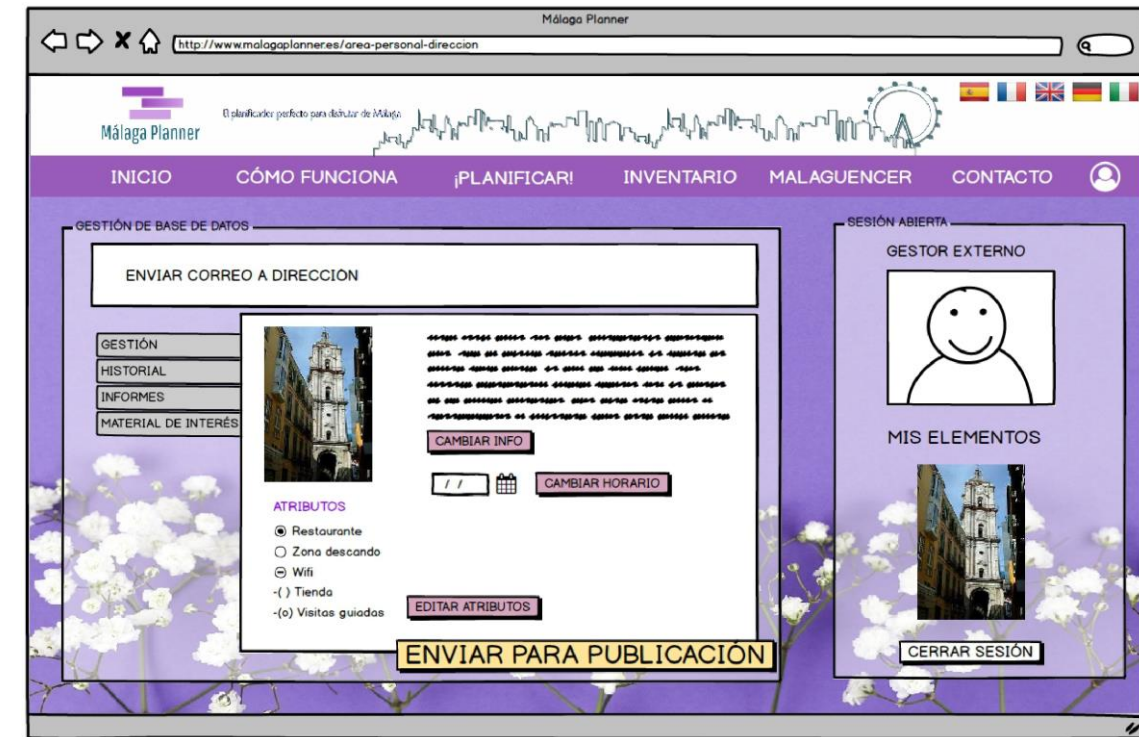 Málaga Planner
http://www.malagaplanner.es/area-personal-direccion
Málaga Planner
El planificador perfecto para disfrutar de Málaga
INICIO CÓMO FUNCIONA ¡PLANIFICAR! INVENTARIO MALAGUENCER CONTACTO
GESTIÓN DE BASE DE DATOS
ENVIAR CORREO A DIRECCIÓN
GESTIÓN
HISTORIAL
INFORMES
MATERIAL DE INTERÉS
CAMBIAR INFO
/ /
CAMBIAR HORARIO
ATRIBUTOS
Restaurante
Zona descando
Wifi
-( ) Tienda
-(o) Visitas guiadas
EDITAR ATRIBUTOS
ENVIAR PARA PUBLICACIÓN
SESIÓN ABIERTA
GESTOR EXTERNO
MIS ELEMENTOS
CERRAR SESIÓN